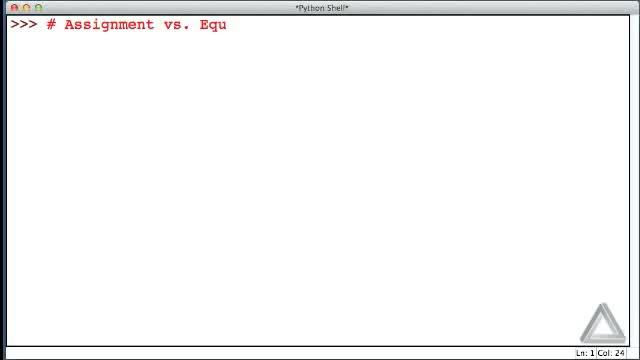 *Python Shell*
>>> # Assignment vs. Equ
Ln: 1 Col: 24